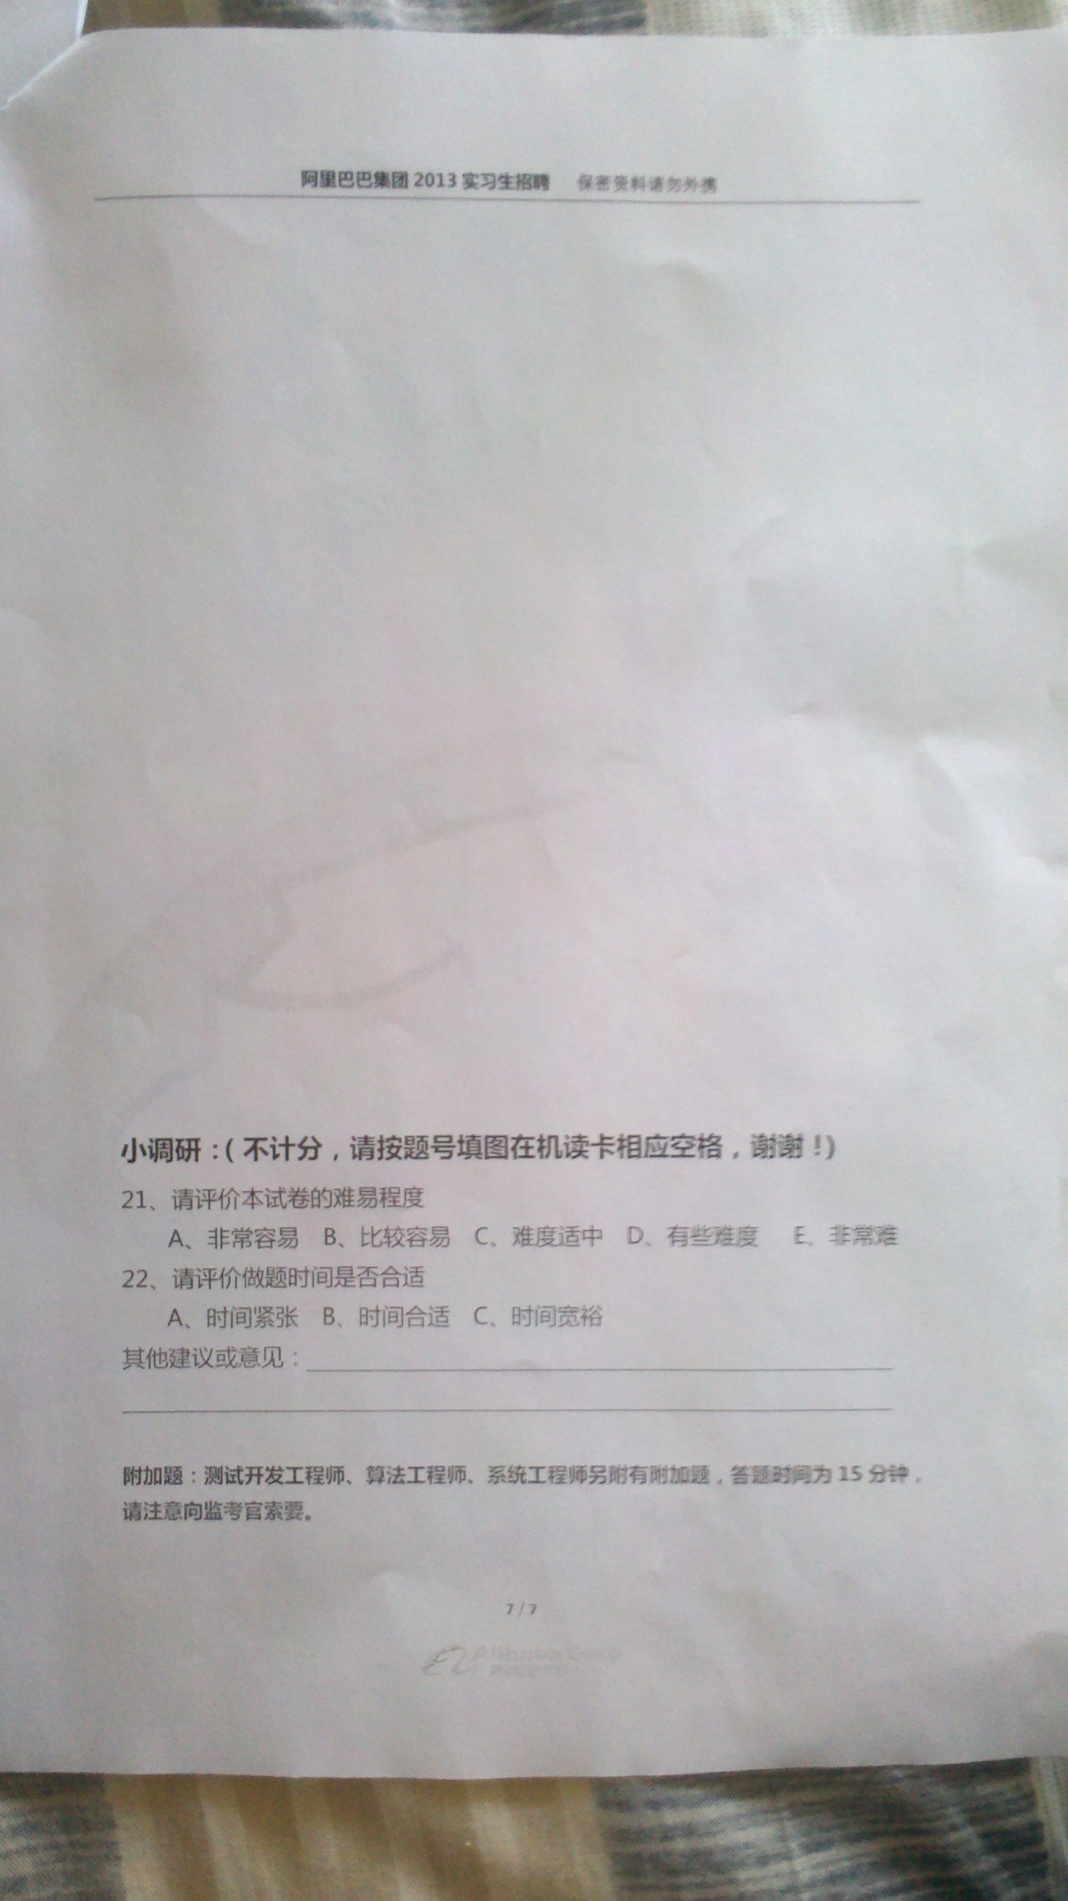 阿里巴巴集团 2013 实习生招聘 保密资料请勿外携
小调研：( 不计分，请按题号填图在机读卡相应空格，谢谢！)
21、请评价本试卷的难易程度
A、非常容易 B、比较容易 C、难度适中 D、有些难度 E、非常难
22、请评价做题时间是否合适
A、时间紧张 B、时间合适 C、时间宽裕
其他建议或意见：
附加题：测试开发工程师、算法工程师、系统工程师另附有附加题，答题时间为 15 分钟，
请注意向监考官索要。
7 / 7
Alibaba Group